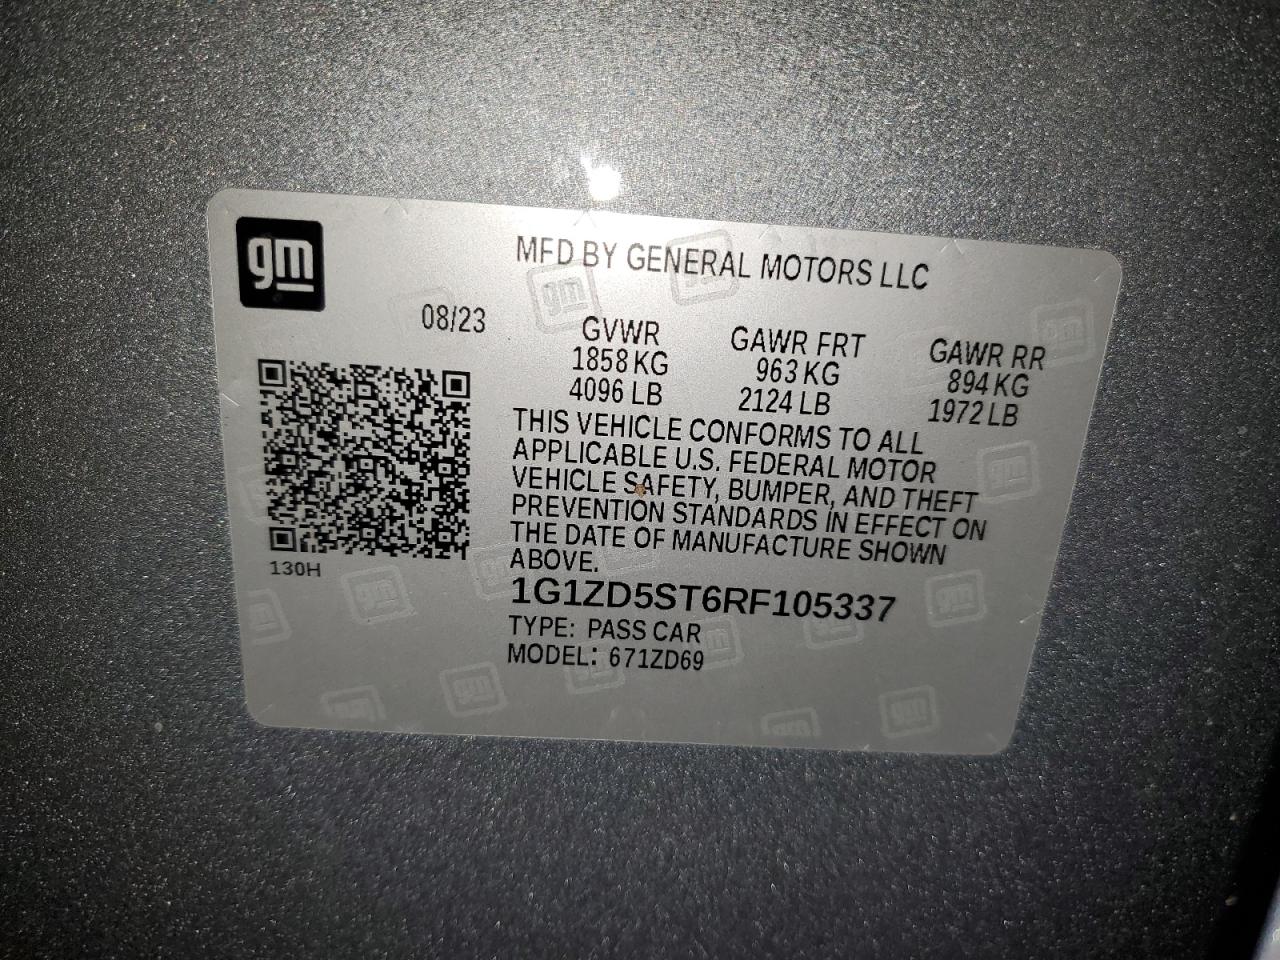 gm
MFD BY GENERAL MOTORS LLC
08/23
GVWR GAWR FRT GAWR RR
1858 KG 963 KG 894 KG
4096 LB 2124 LB 1972 LB
THIS VEHICLE CONFORMS TO ALL
APPLICABLE U.S. FEDERAL MOTOR
VEHICLE SAFETY, BUMPER, AND THEFT
PREVENTION STANDARDS IN EFFECT ON
THE DATE OF MANUFACTURE SHOWN
ABOVE.
130H
1G1ZD5ST6RF105337
TYPE: PASS CAR
MODEL: 671ZD69